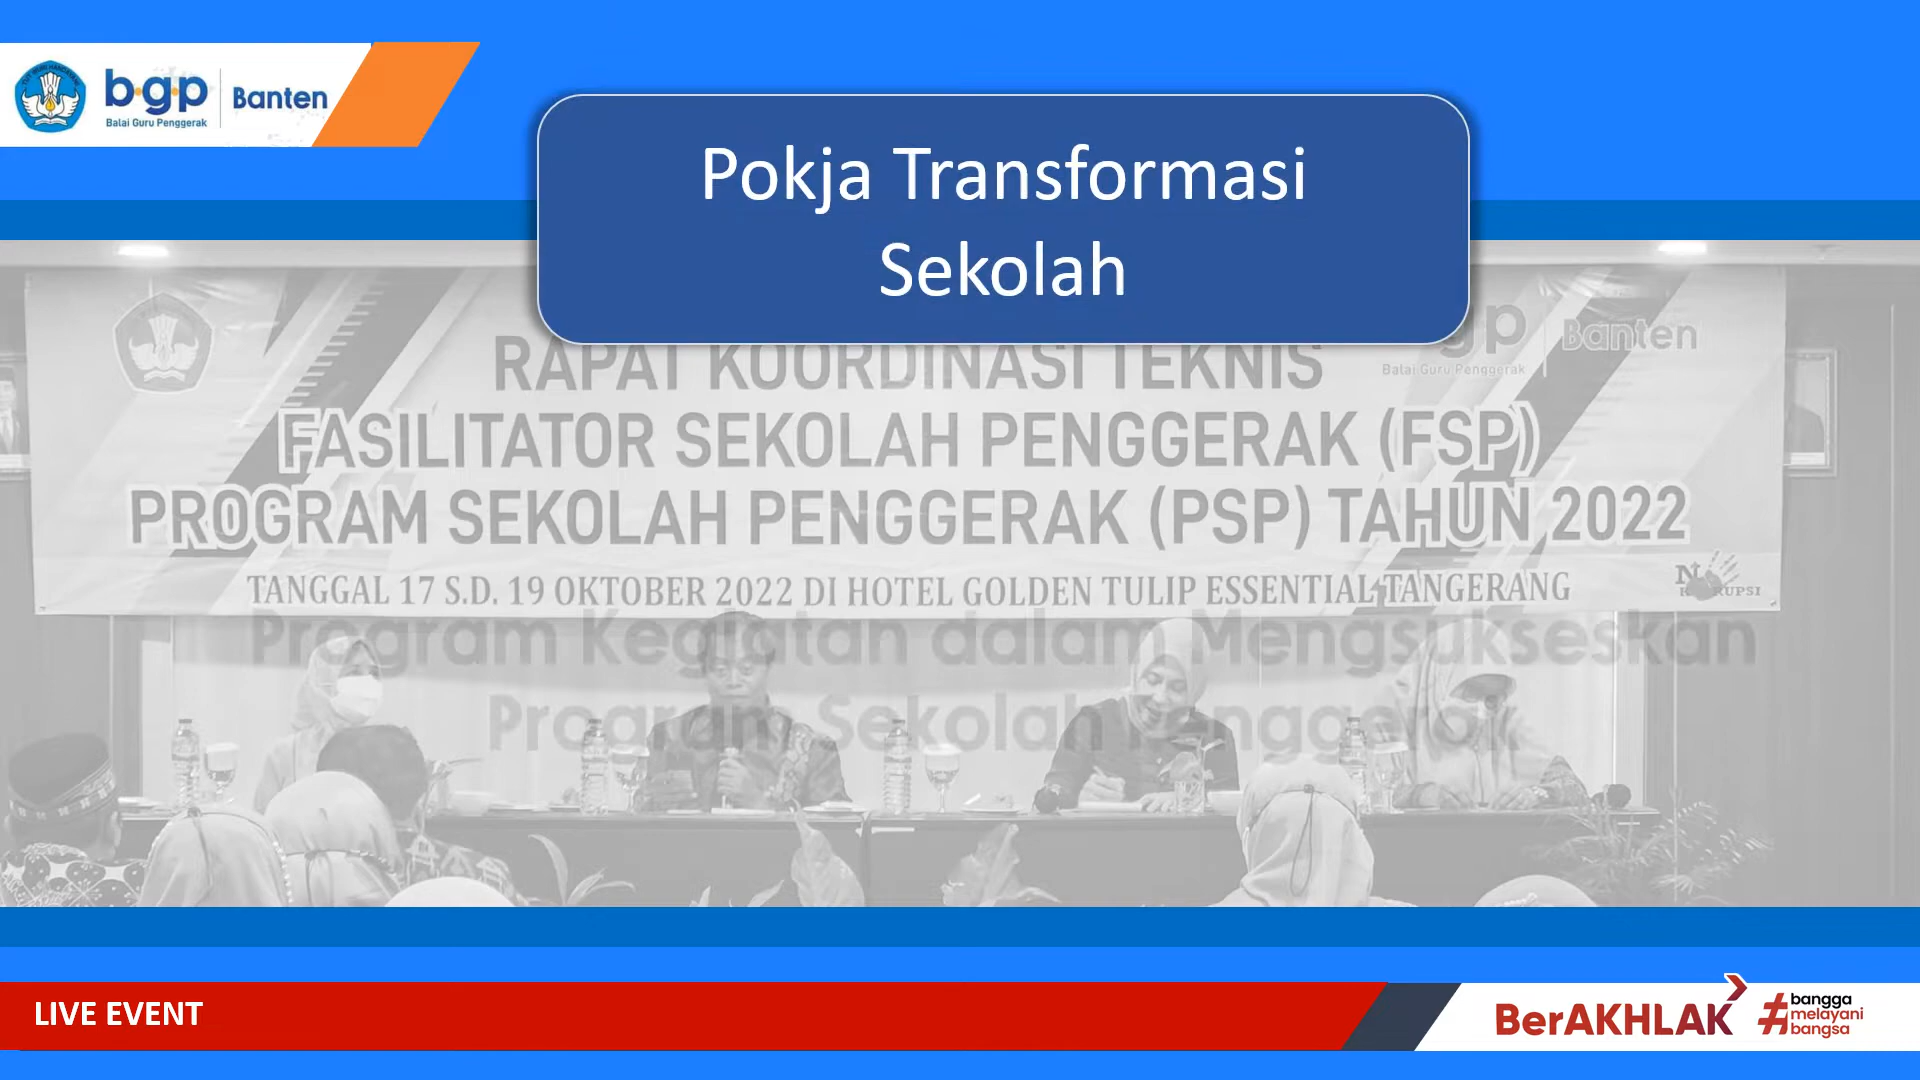 bgp
Balai Guru Penggerak
Banten
Pokja Transformasi
Sekolah
RAPAT KOORDINASI TEKNIS
gp
Banten
Balai Guru Penggerak
FASILITATOR SEKOLAH PENGGERAK (FSP)
PROGRAM SEKOLAH PENGGERAK (PSP) TAHUN 2022
TANGGAL 17 S.D. 19 OKTOBER 2022 DI HOTEL GOLDEN TULIP ESSENTIAL TANGERANG
Program Kegiatan dalam Mengsukseskan
Program Sekolah Penggerak
LIVE EVENT
BerAKHLAK
#bangga
melayani
bangsa